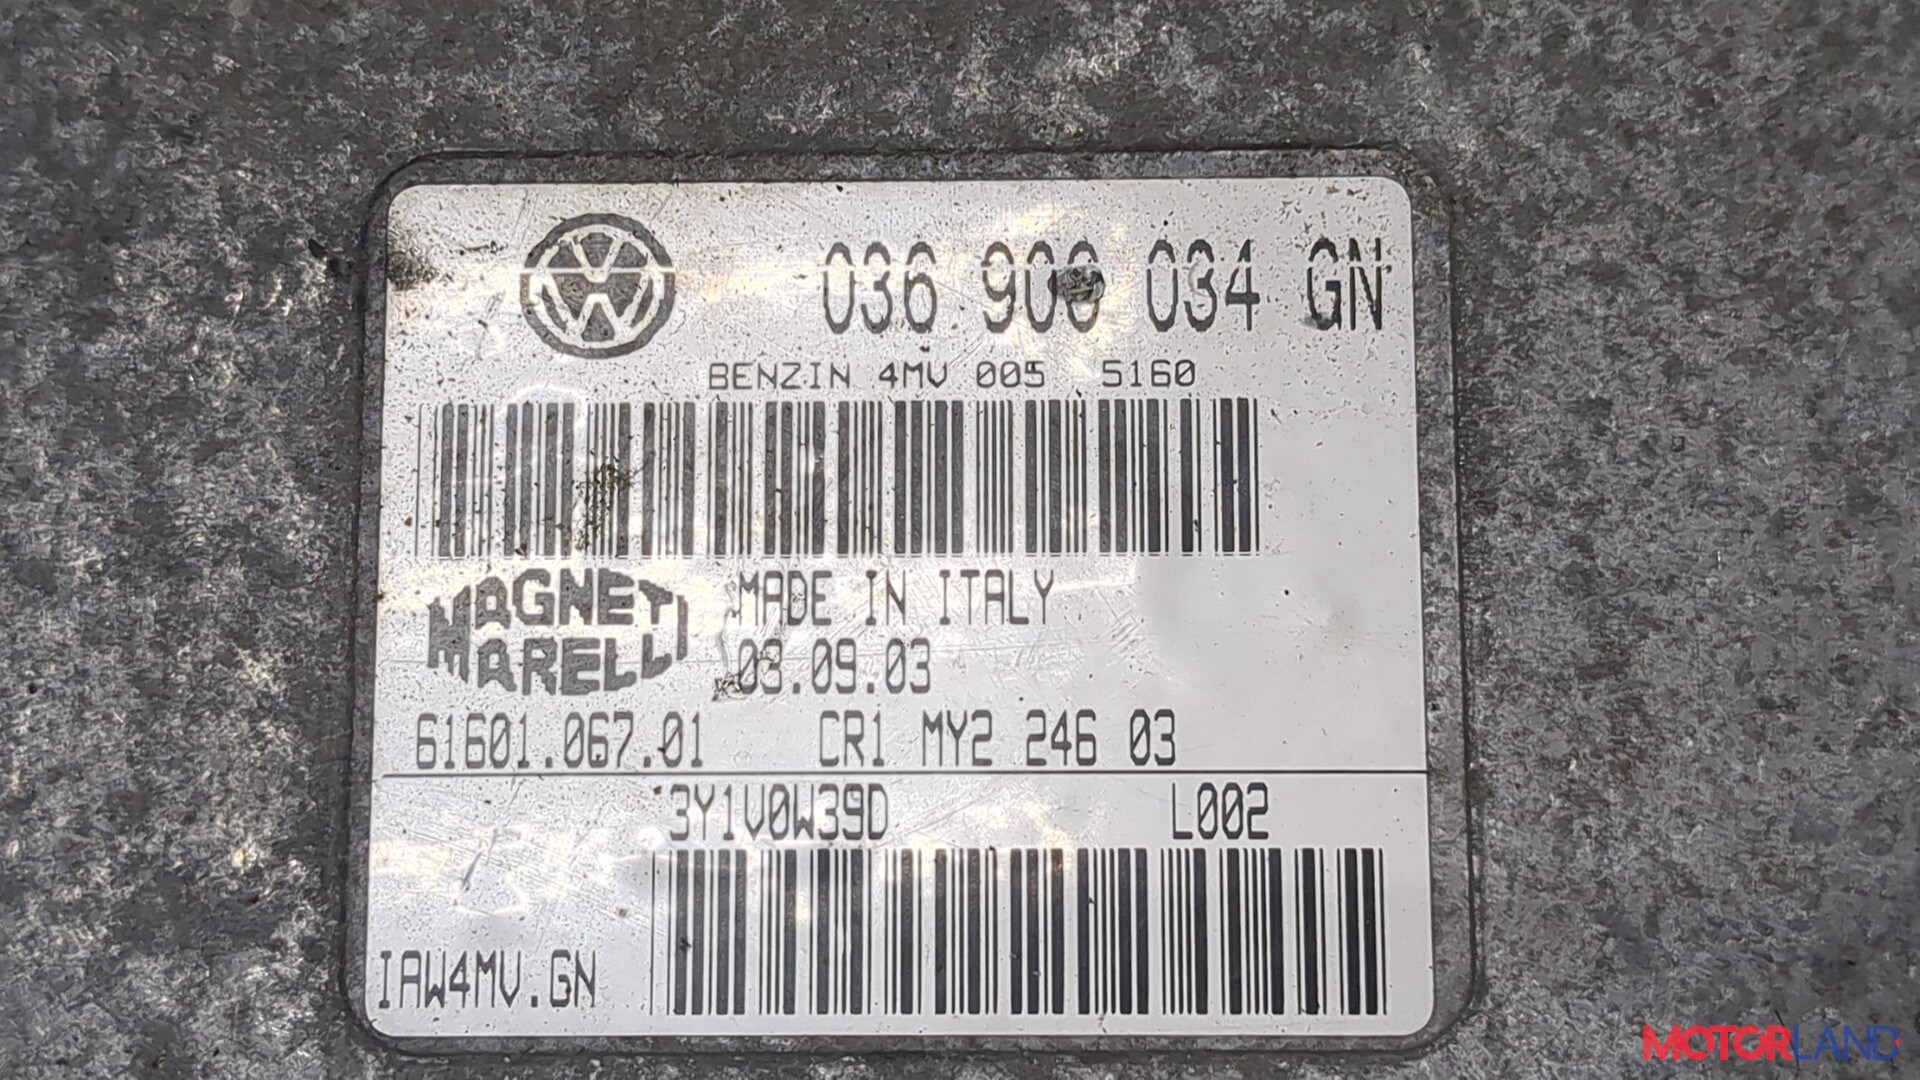 036 900 034 GN
BENZIN 4MV 005 5160
MAGNETI MARELLI
MADE IN ITALY
03.09.03
61601.067.01 CR1 MY2 246 03
3Y1V0W39D L002
IAW4MV.GN
MOTORLAND